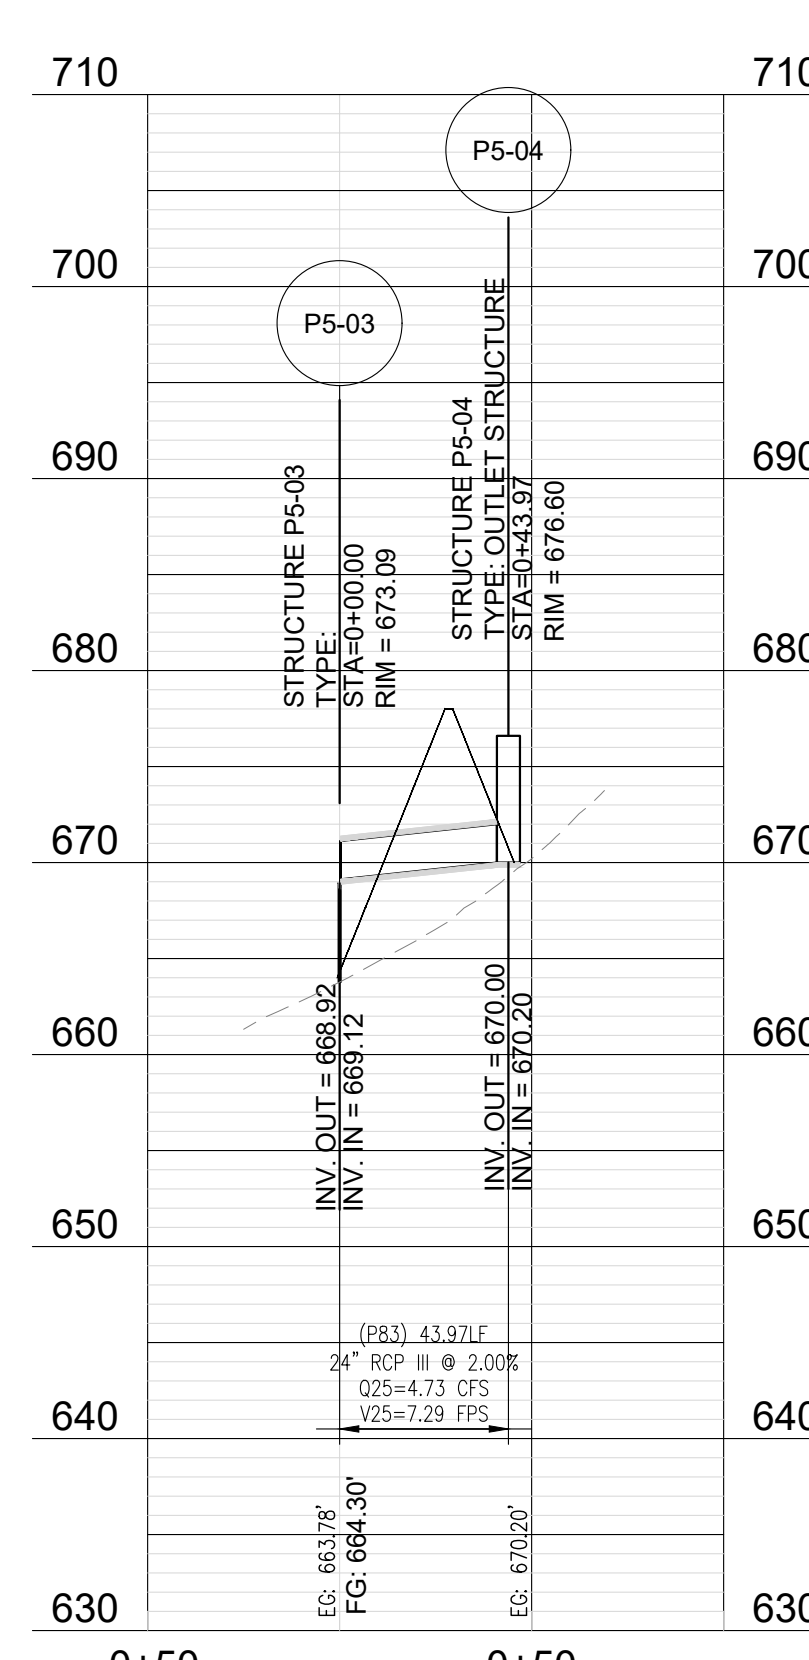 710
710
P5-04
700
700
P5-03
STRUCTURE P5-04
TYPE: OUTLET STRUCTURE
STA=0+43.97
RIM = 676.60
690
690
STRUCTURE P5-03
TYPE:
STA=0+00.00
RIM = 673.09
680
680
670
670
INV. OUT = 668.92
INV. IN = 669.12
INV. OUT = 670.00
INV. IN = 670.20
660
660
650
650
(P83) 43.97LF
24" RCP III @ 2.00%
Q25=4.73 CFS
V25=7.29 FPS
640
640
EG: 663.78'
FG: 664.30'
EG: 670.20'
630
630
0+50
0+50